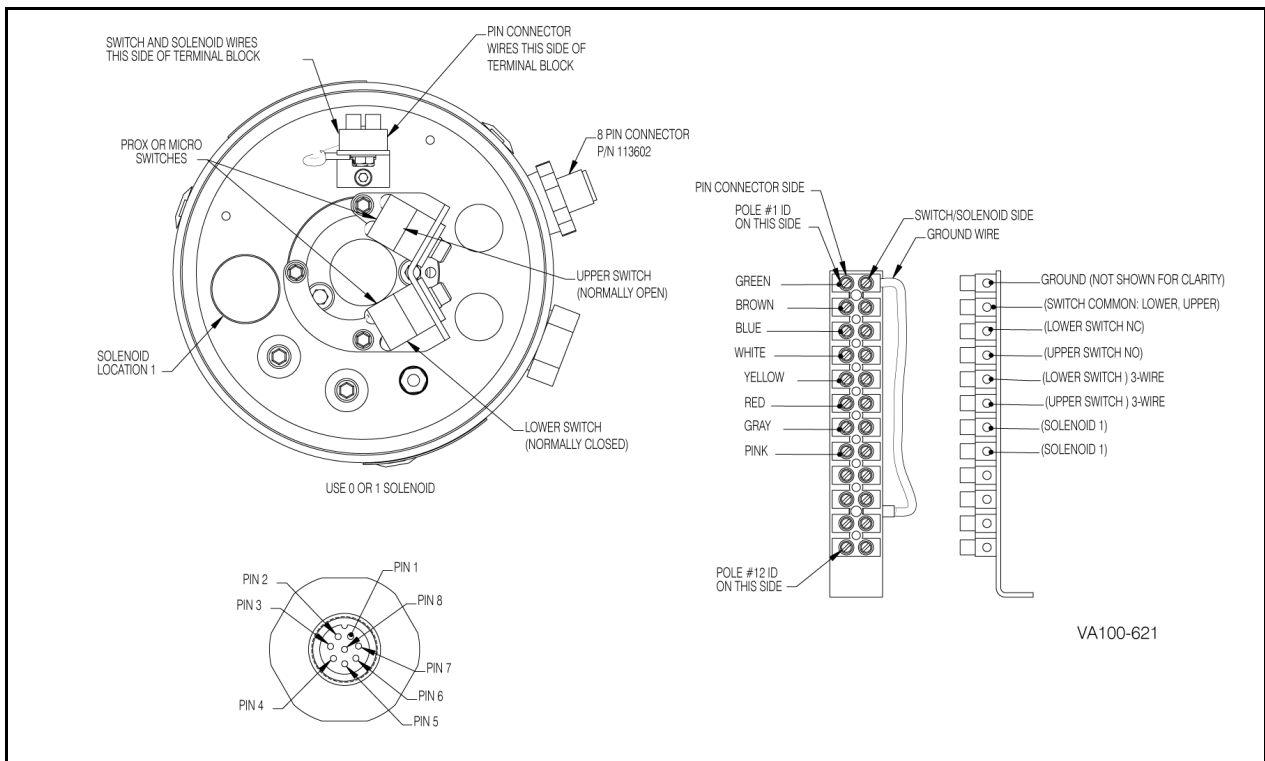 SWITCH AND SOLENOID WIRES
THIS SIDE OF TERMINAL BLOCK
PIN CONNECTOR
WIRES THIS SIDE OF
TERMINAL BLOCK
PROX OR MICRO
SWITCHES
8 PIN CONNECTOR
P/N 113602
UPPER SWITCH
(NORMALLY OPEN)
SOLENOID
LOCATION 1
LOWER SWITCH
(NORMALLY CLOSED)
USE 0 OR 1 SOLENOID
PIN 1
PIN 2
PIN 8
PIN 3
PIN 7
PIN 6
PIN 4
PIN 5
PIN CONNECTOR SIDE
POLE #1 ID
ON THIS SIDE
SWITCH/SOLENOID SIDE
GROUND WIRE
GREEN
BROWN
BLUE
WHITE
YELLOW
RED
GRAY
PINK
POLE #12 ID
ON THIS SIDE
GROUND (NOT SHOWN FOR CLARITY)
(SWITCH COMMON: LOWER, UPPER)
(LOWER SWITCH NC)
(UPPER SWITCH NO)
(LOWER SWITCH ) 3-WIRE
(UPPER SWITCH ) 3-WIRE
(SOLENOID 1)
(SOLENOID 1)
VA100-621